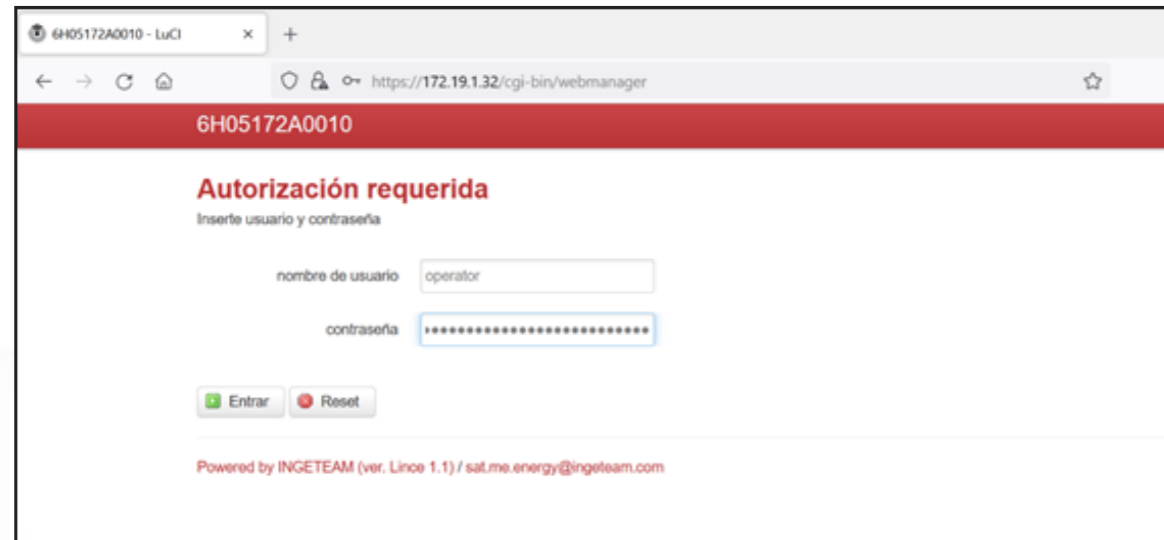 6H05172A0010 - LuCI
https://172.19.1.32/cgi-bin/webmanager
6H05172A0010
Autorización requerida
Inserte usuario y contraseña
nombre de usuario operator
contraseña
Entrar Reset
Powered by INGETEAM (ver. Lince 1.1) / sat.me.energy@ingeteam.com